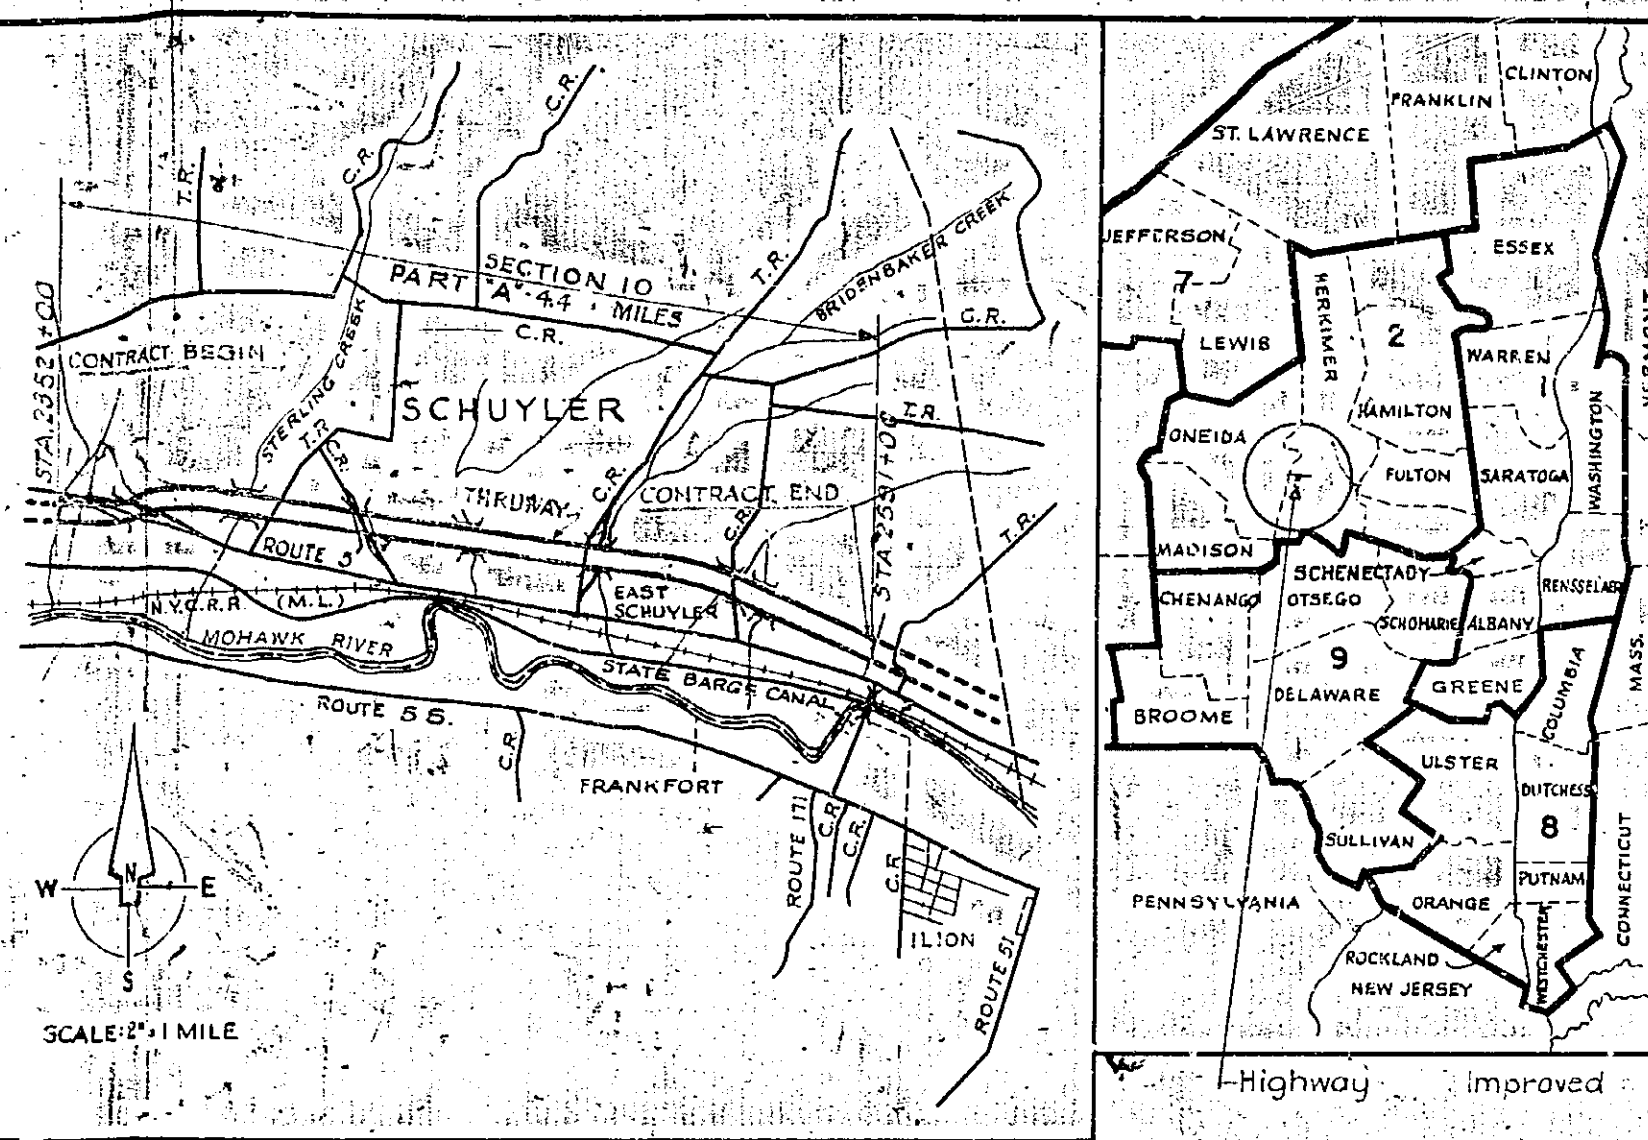 T.R.
C.R.
C.R.
STA. 2352+00
CONTRACT BEGIN
SECTION 10
PART "A" - 4.4 MILES
C.R.
T.R.
BRIDENBAKER CREEK
C.R.
STERLING CREEK
SCHUYLER
T.R.
C.R.
T.R.
THRUWAY
C.R.
CONTRACT END
C.R.
STA 2591+00
T.R.
ROUTE 5
N.Y.C.R.R. (M.L.)
EAST
SCHUYLER
MOHAWK RIVER
STATE BARGE CANAL
ROUTE 5S.
C.R.
FRANKFORT
ROUTE 171
C.R.
C.R.
C.R.
ILION
ROUTE 51
N
W
E
S
SCALE: 2" = 1 MILE
CLINTON
FRANKLIN
ST. LAWRENCE
JEFFERSON
7
ESSEX
HERKIMER
2
LEWIS
WARREN
VERMONT
HAMILTON
ONEIDA
FULTON
SARATOGA
WASHINGTON
MADISON
SCHENECTADY
RENSSELAER
CHENANGO
OTSEGO
SCHOHARIE
ALBANY
9
MASS.
DELAWARE
GREENE
COLUMBIA
BROOME
ULSTER
DUTCHESS
8
SULLIVAN
PUTNAM
CONNECTICUT
PENNSYLVANIA
ORANGE
WESTCHESTER
ROCKLAND
NEW JERSEY
Highway Improved